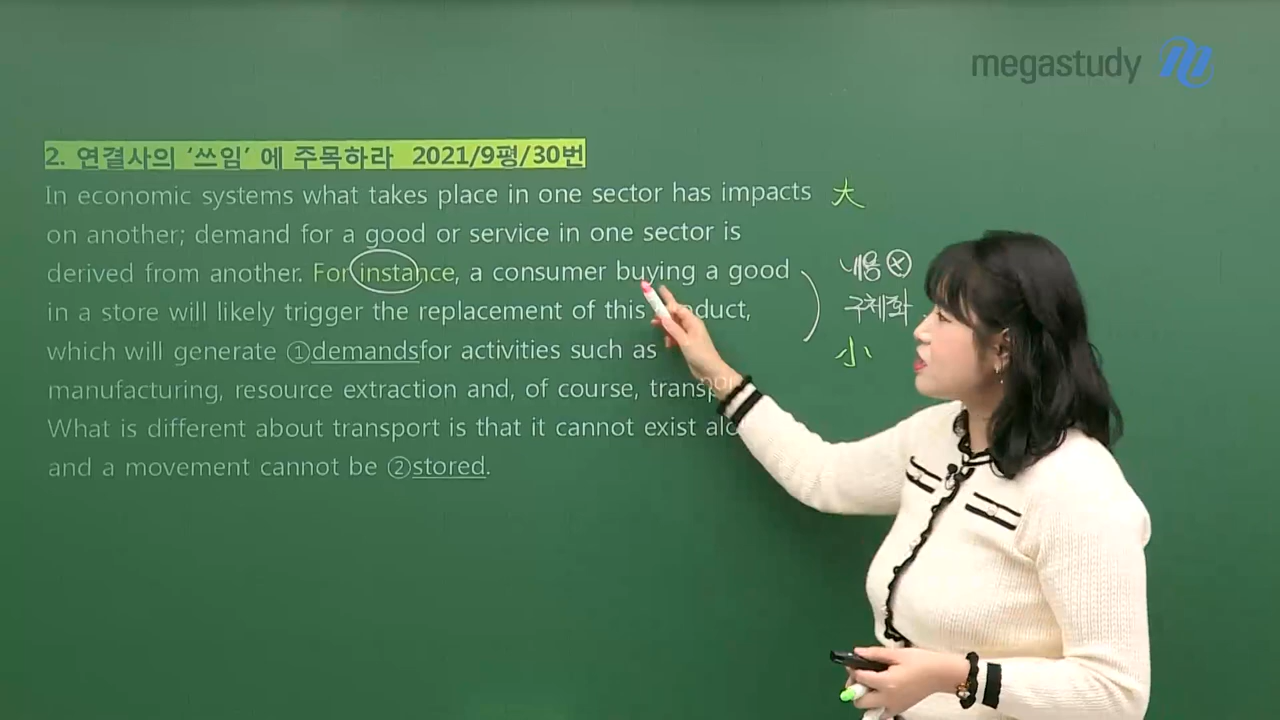 megastudy
2. 연결사의 ‘쓰임’ 에 주목하라 2021/9평/30번
In economic systems what takes place in one sector has impacts
大
on another; demand for a good or service in one sector is
derived from another. For instance, a consumer buying a good
내용 ⊗
in a store will likely trigger the replacement of this product,
구체화
which will generate ①demandsfor activities such as
小
manufacturing, resource extraction and, of course, transpor
What is different about transport is that it cannot exist alo
and a movement cannot be ②stored.